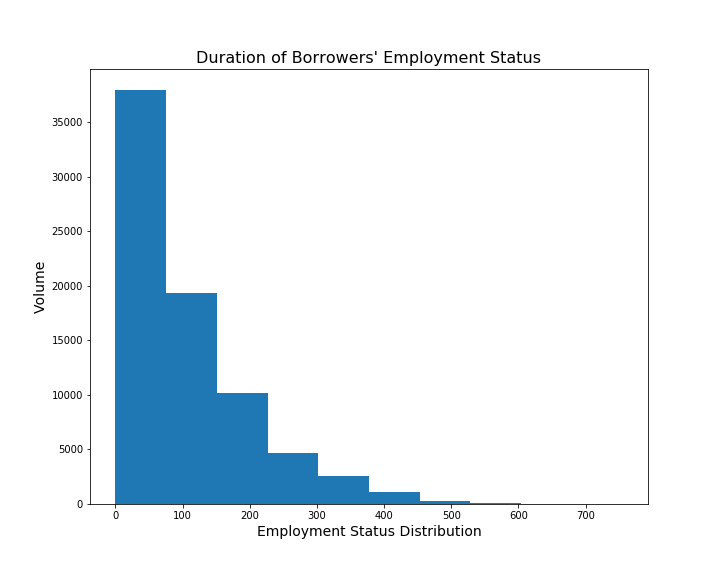 Duration of Borrowers' Employment Status
35000
30000
25000
20000
15000
10000
5000
0
Volume
0 100 200 300 400 500 600 700
Employment Status Distribution